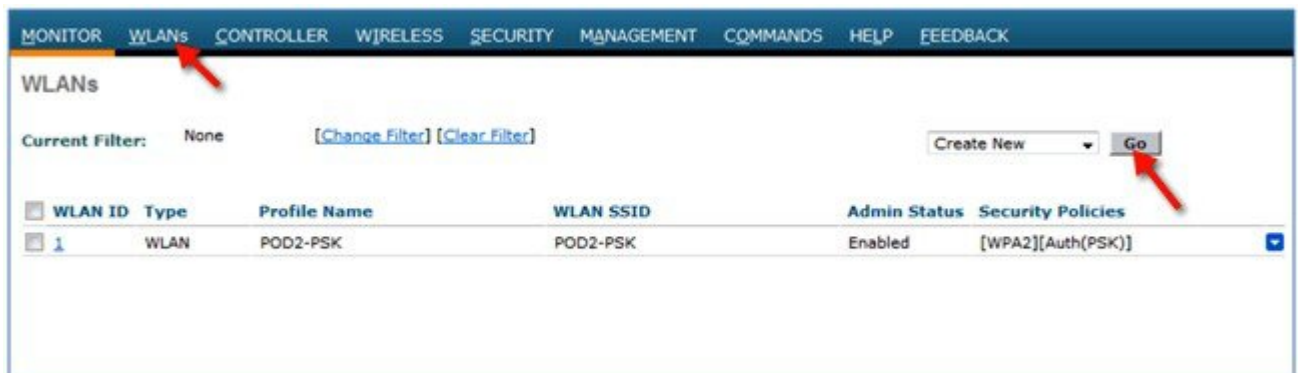 MONITOR WLANs CONTROLLER WIRELESS SECURITY MANAGEMENT COMMANDS HELP FEEDBACK
WLANs
Current Filter: None [Change Filter] [Clear Filter] Create New Go
WLAN ID Type Profile Name WLAN SSID Admin Status Security Policies
1 WLAN POD2-PSK POD2-PSK Enabled [WPA2][Auth(PSK)]